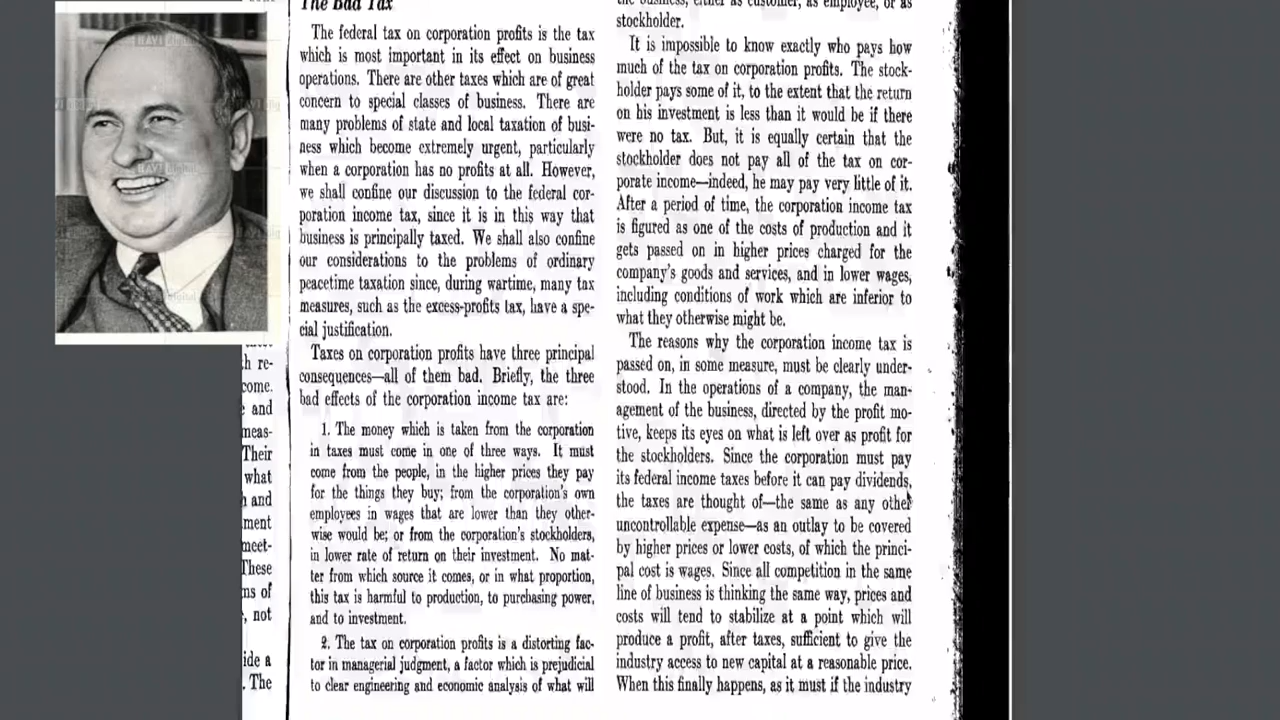 The Bad Tax
The federal tax on corporation profits is the tax
which is most important in its effect on business
operations. There are other taxes which are of great
concern to special classes of business. There are
many problems of state and local taxation of busi-
ness which become extremely urgent, particularly
when a corporation has no profits at all. However,
we shall confine our discussion to the federal cor-
poration income tax, since it is in this way that
business is principally taxed. We shall also confine
our considerations to the problems of ordinary
peacetime taxation since, during wartime, many tax
measures, such as the excess-profits tax, have a spe-
cial justification.
Taxes on corporation profits have three principal
consequences—all of them bad. Briefly, the three
bad effects of the corporation income tax are:
1. The money which is taken from the corporation
in taxes must come in one of three ways. It must
come from the people, in the higher prices they pay
for the things they buy; from the corporation's own
employees in wages that are lower than they other-
wise would be; or from the corporation's stockholders,
in lower rate of return on their investment. No mat-
ter from which source it comes, or in what proportion,
this tax is harmful to production, to purchasing power,
and to investment.
2. The tax on corporation profits is a distorting fac-
tor in managerial judgment, a factor which is prejudicial
to clear engineering and economic analysis of what will
the business, either as customer, as employee, or as
stockholder.
It is impossible to know exactly who pays how
much of the tax on corporation profits. The stock-
holder pays some of it, to the extent that the return
on his investment is less than it would be if there
were no tax. But, it is equally certain that the
stockholder does not pay all of the tax on cor-
porate income—indeed, he may pay very little of it.
After a period of time, the corporation income tax
is figured as one of the costs of production and it
gets passed on in higher prices charged for the
company's goods and services, and in lower wages,
including conditions of work which are inferior to
what they otherwise might be.
The reasons why the corporation income tax is
passed on, in some measure, must be clearly under-
stood. In the operations of a company, the man-
agement of the business, directed by the profit mo-
tive, keeps its eyes on what is left over as profit for
the stockholders. Since the corporation must pay
its federal income taxes before it can pay dividends,
the taxes are thought of—the same as any other
uncontrollable expense—as an outlay to be covered
by higher prices or lower costs, of which the princi-
pal cost is wages. Since all competition in the same
line of business is thinking the same way, prices and
costs will tend to stabilize at a point which will
produce a profit, after taxes, sufficient to give the
industry access to new capital at a reasonable price.
When this finally happens, as it must if the industry
h re-
come.
and
meas-
Their
what
and
ment
meet-
These
ms of
, not
ide a
. The